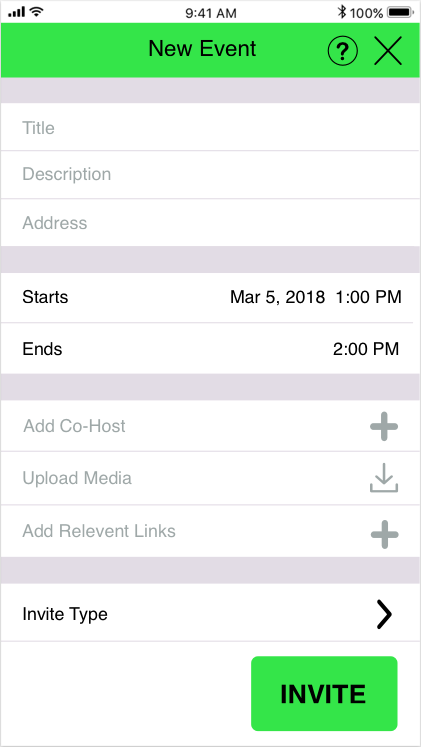 9:41 AM 100%
New Event ?
Title
Description
Address
Starts Mar 5, 2018 1:00 PM
Ends 2:00 PM
Add Co-Host
Upload Media
Add Relevent Links
Invite Type
INVITE